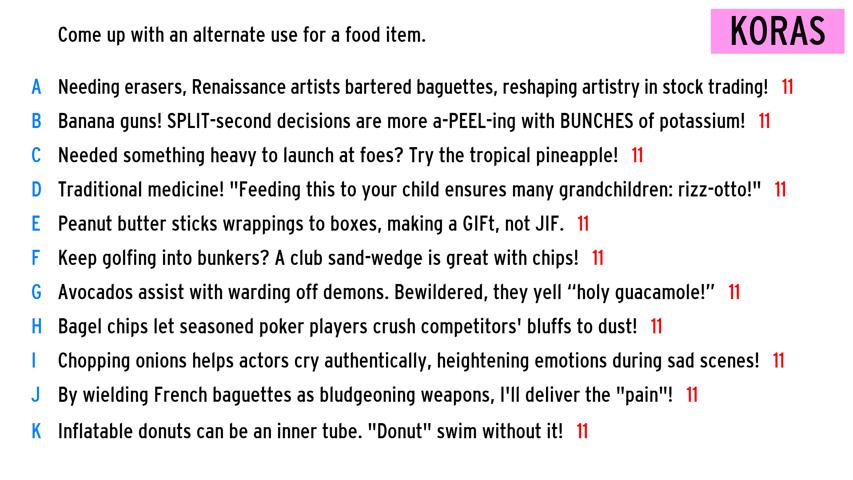 Come up with an alternate use for a food item.
KORAS
A Needing erasers, Renaissance artists bartered baguettes, reshaping artistry in stock trading! 11
B Banana guns! SPLIT-second decisions are more a-PEEL-ing with BUNCHES of potassium! 11
C Needed something heavy to launch at foes? Try the tropical pineapple! 11
D Traditional medicine! "Feeding this to your child ensures many grandchildren: rizz-otto!" 11
E Peanut butter sticks wrappings to boxes, making a GIFt, not JIF. 11
F Keep golfing into bunkers? A club sand-wedge is great with chips! 11
G Avocados assist with warding off demons. Bewildered, they yell “holy guacamole!” 11
H Bagel chips let seasoned poker players crush competitors' bluffs to dust! 11
I Chopping onions helps actors cry authentically, heightening emotions during sad scenes! 11
J By wielding French baguettes as bludgeoning weapons, I'll deliver the "pain"! 11
K Inflatable donuts can be an inner tube. "Donut" swim without it! 11